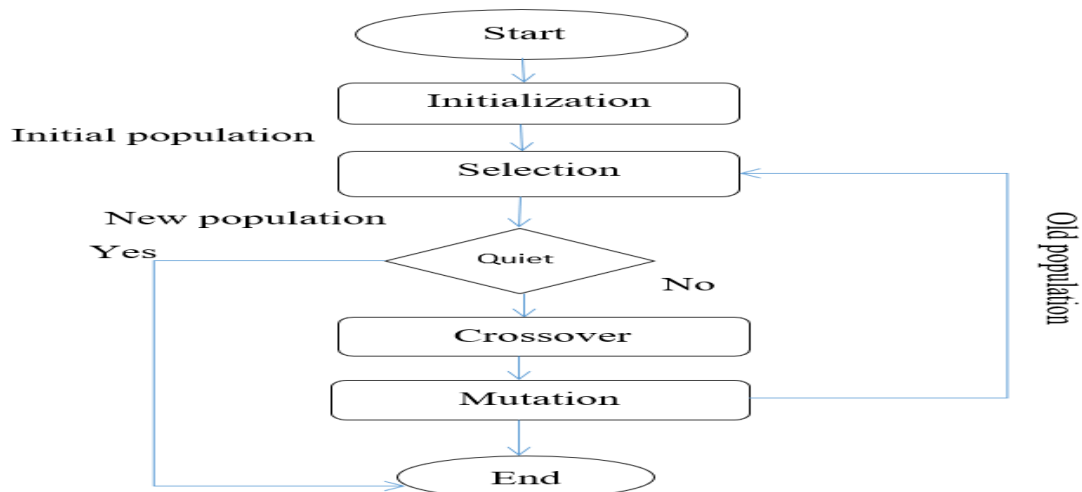 Start
Initialization
Initial population
Selection
New population
Yes
Quiet
No
Old population
Crossover
Mutation
End